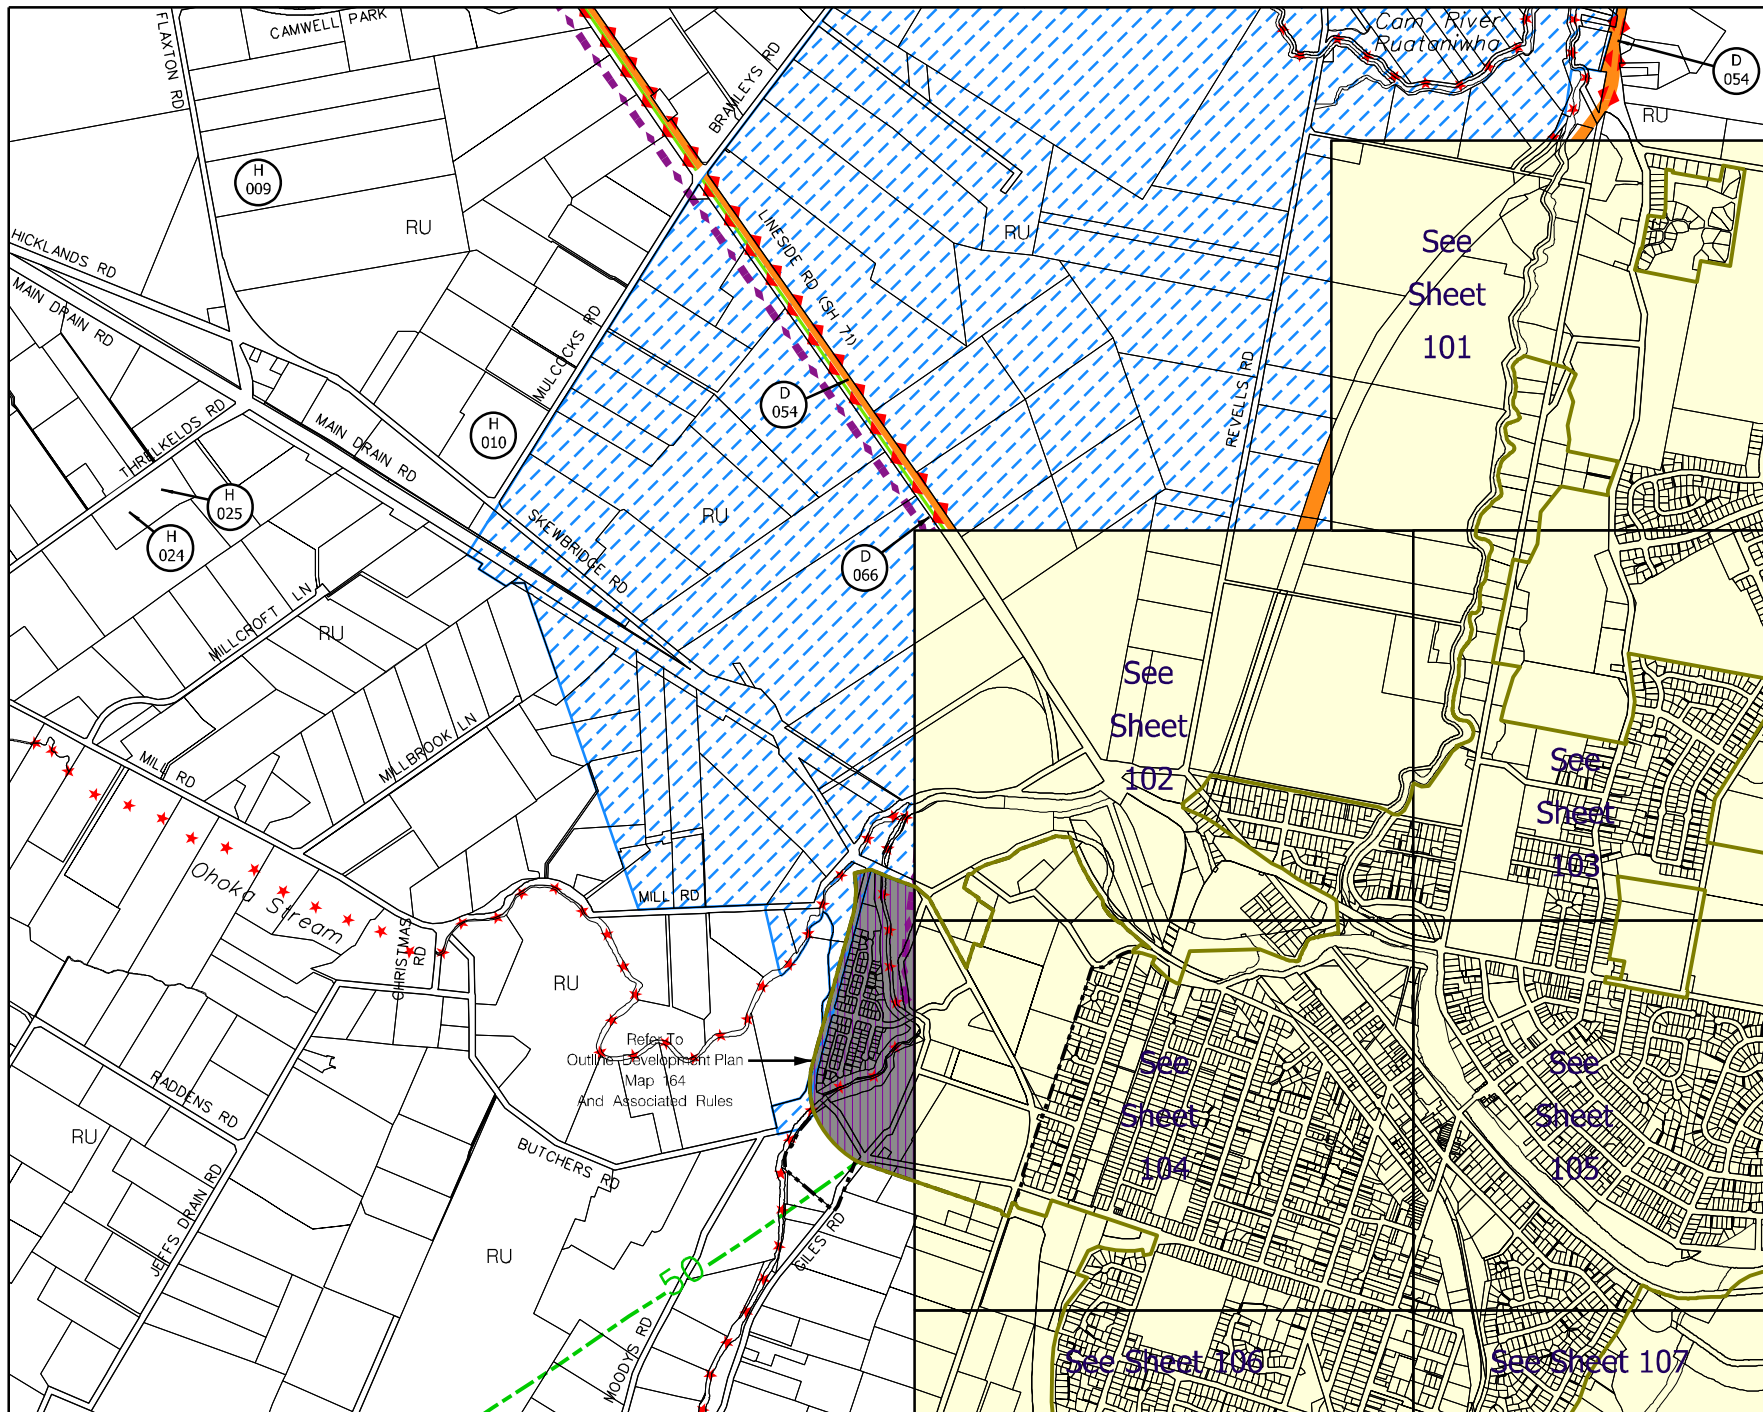 FLAXTON RD
CAMWELL PARK
BRAMLEYS RD
Cam River
Ruataniwha
D
054
RU
H
009
RU
RU
HICKLANDS RD
MAIN DRAIN RD
LINESIDE RD (SH 71)
See
Sheet
101
MULCOCKS RD
D
054
REVELLS RD
THRELKELDS RD
MAIN DRAIN RD
H
010
H
025
H
024
RU
SKEWBRIDGE RD
D
066
MILLCROFT LN
RU
See
Sheet
102
MILLBROOK LN
MILL RD
See
Sheet
103
Ohoka Stream
MILL RD
CHRISTMAS
RD
RU
Refer To
Outline Development Plan
Map 164
And Associated Rules
See
Sheet
104
See
Sheet
105
RADDENS RD
RU
BUTCHERS RD
JEFFS DRAIN RD
RU
50
GILES RD
MOODYS RD
See Sheet 106
See Sheet 107